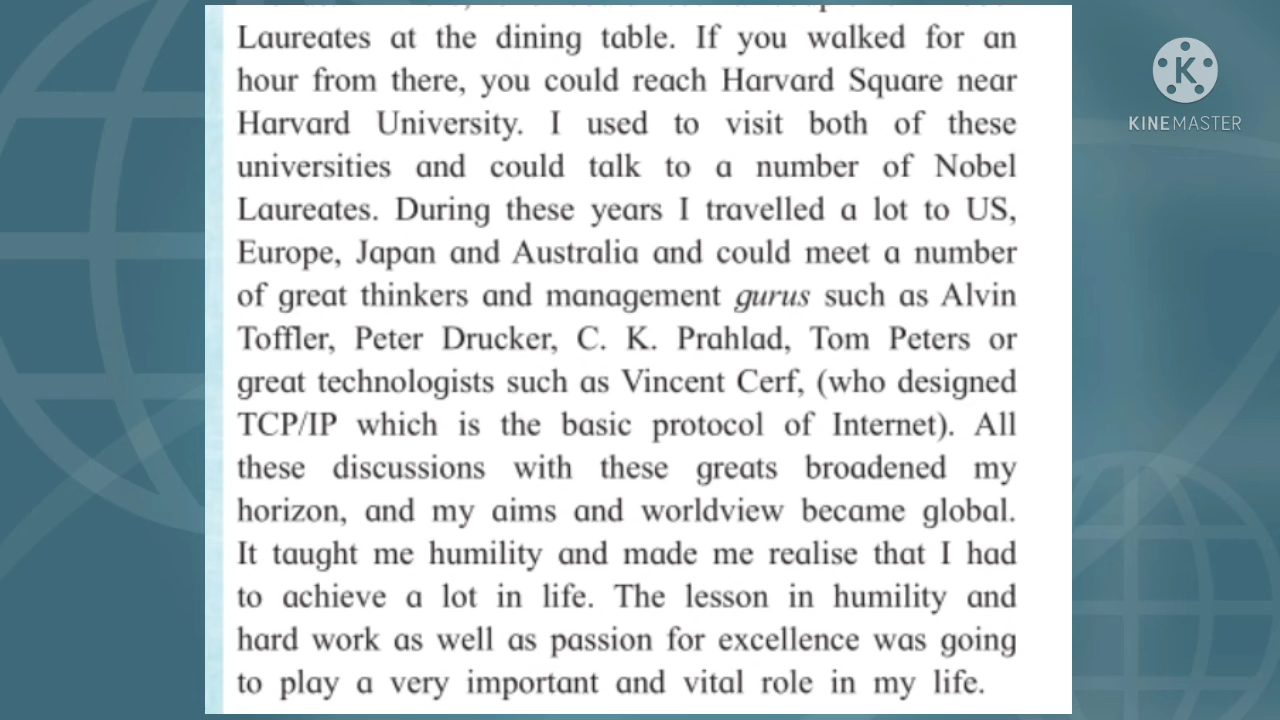 Laureates at the dining table. If you walked for an
hour from there, you could reach Harvard Square near
Harvard University. I used to visit both of these
universities and could talk to a number of Nobel
Laureates. During these years I travelled a lot to US,
Europe, Japan and Australia and could meet a number
of great thinkers and management gurus such as Alvin
Toffler, Peter Drucker, C. K. Prahlad, Tom Peters or
great technologists such as Vincent Cerf, (who designed
TCP/IP which is the basic protocol of Internet). All
these discussions with these greats broadened my
horizon, and my aims and worldview became global.
It taught me humility and made me realise that I had
to achieve a lot in life. The lesson in humility and
hard work as well as passion for excellence was going
to play a very important and vital role in my life.
K
KINEMASTER